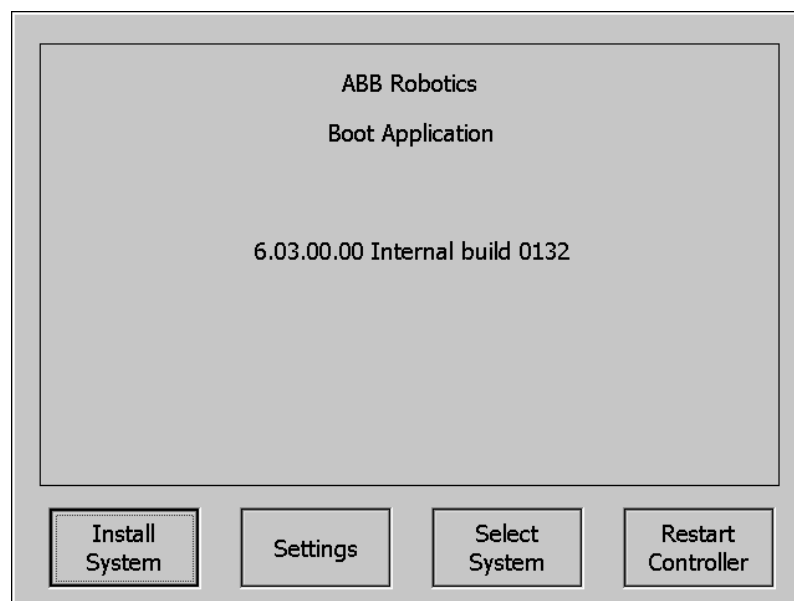 ABB Robotics
Boot Application
6.03.00.00 Internal build 0132
Install
System
Settings
Select
System
Restart
Controller